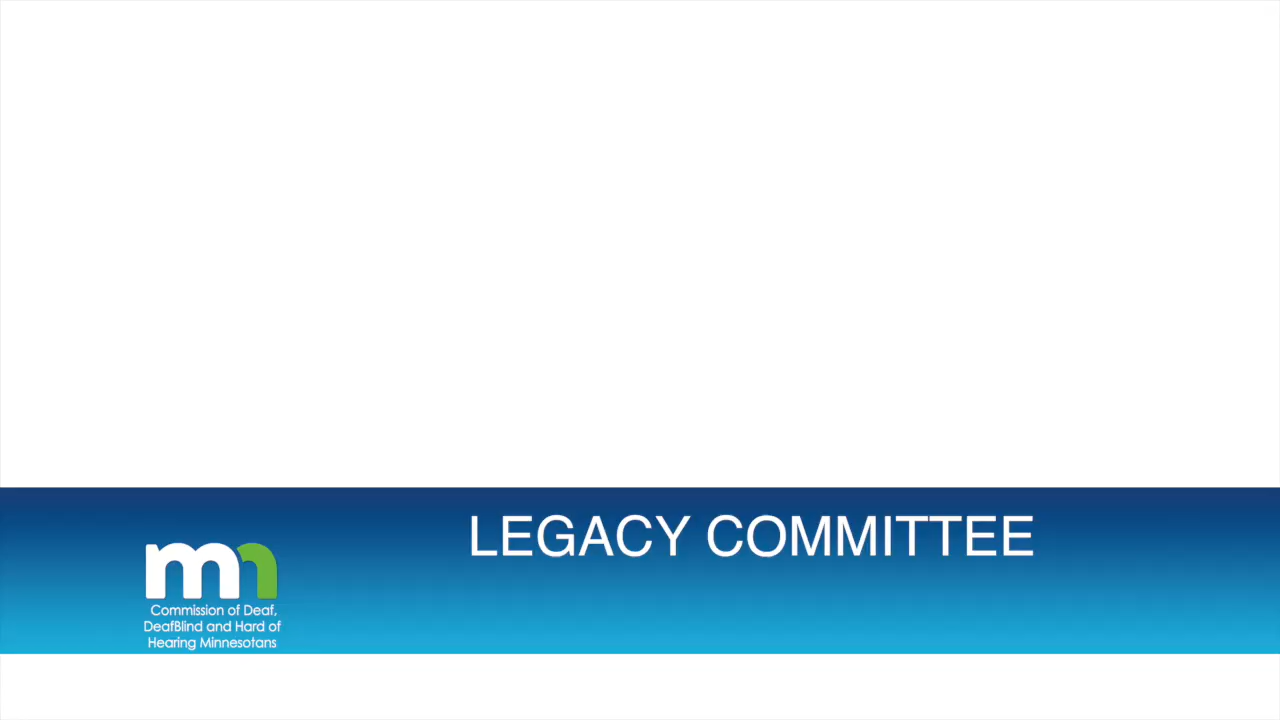 LEGACY COMMITTEE
mn
Commission of Deaf,
DeafBlind and Hard of
Hearing Minnesotans